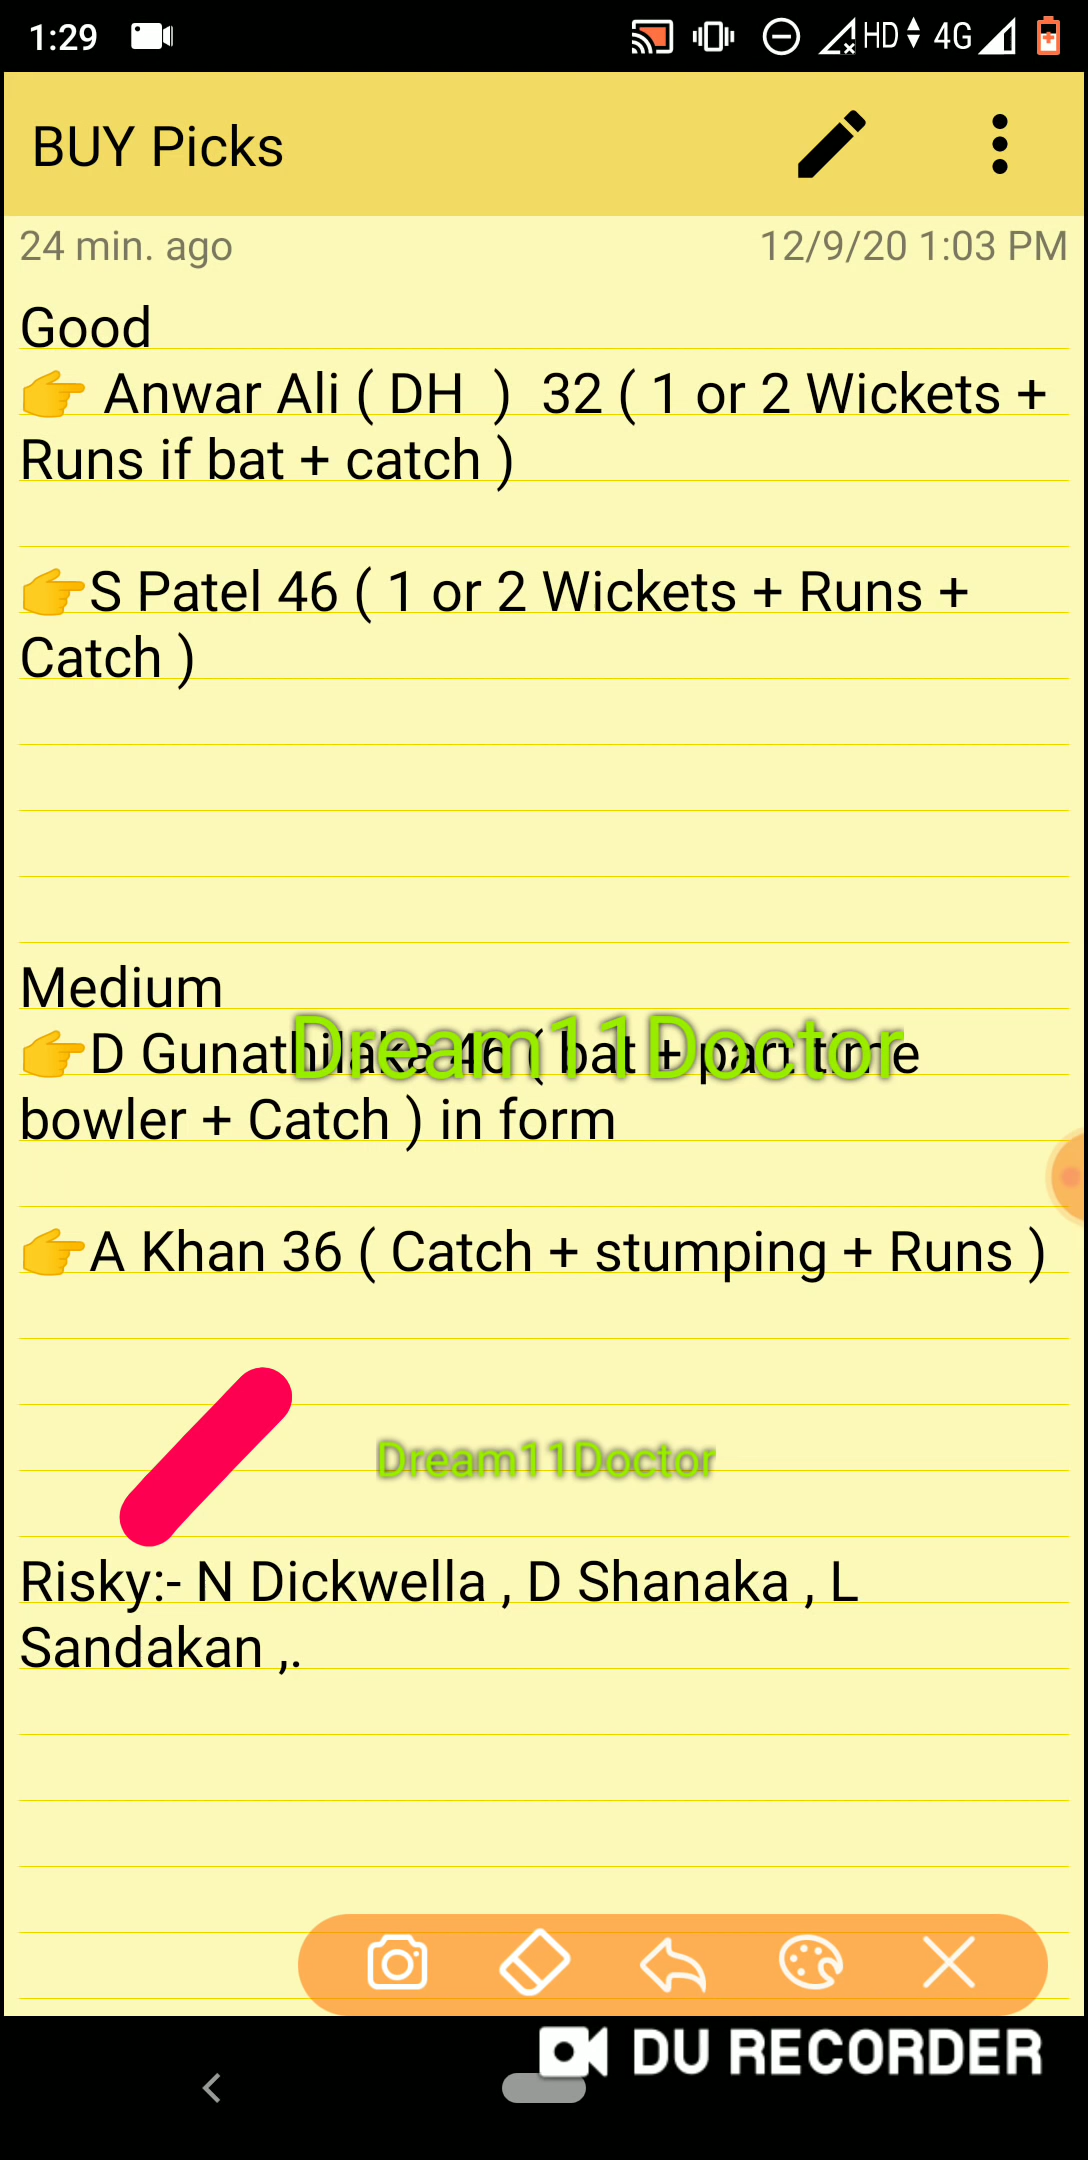 1:29 HD 4G
BUY Picks
24 min. ago 12/9/20 1:03 PM
Good
👉 Anwar Ali ( DH  )  32 ( 1 or 2 Wickets +
Runs if bat + catch )
👉S Patel 46 ( 1 or 2 Wickets + Runs +
Catch )
Medium
👉D Gunathilaka 46 ( bat + part time
Dream11Doctor
bowler + Catch ) in form
👉A Khan 36 ( Catch + stumping + Runs )
Dream11Doctor
Risky:- N Dickwella , D Shanaka , L
Sandakan ,.
DU RECORDER